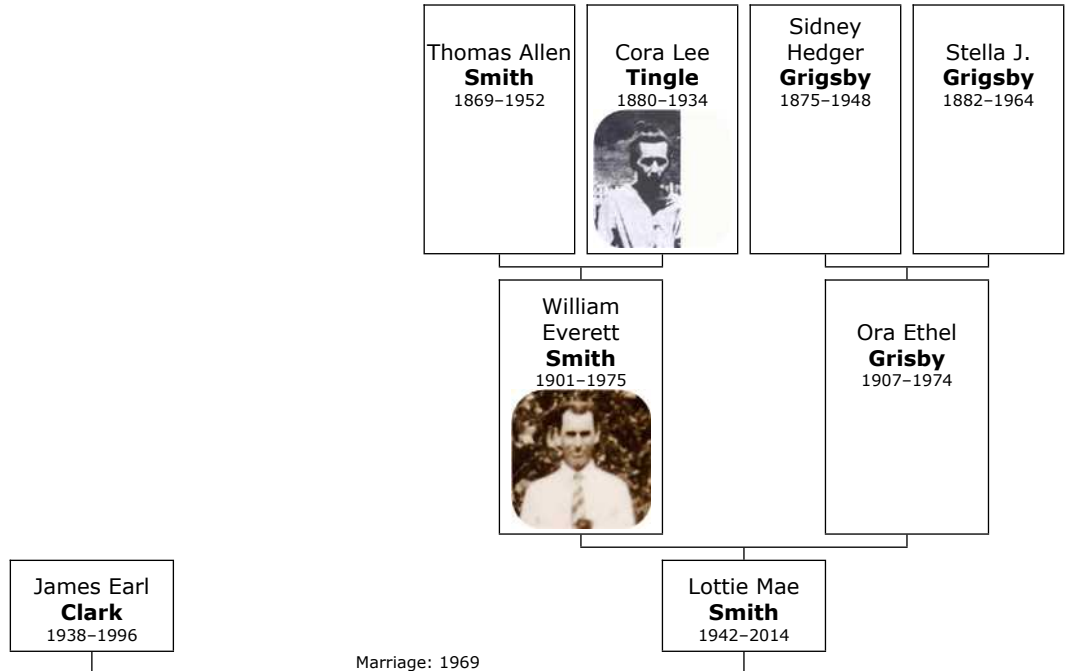 Thomas Allen
Smith
1869–1952
Cora Lee
Tingle
1880–1934
Sidney
Hedger
Grigsby
1875–1948
Stella J.
Grigsby
1882–1964
William
Everett
Smith
1901–1975
Ora Ethel
Grisby
1907–1974
James Earl
Clark
1938–1996
Lottie Mae
Smith
1942–2014
Marriage: 1969